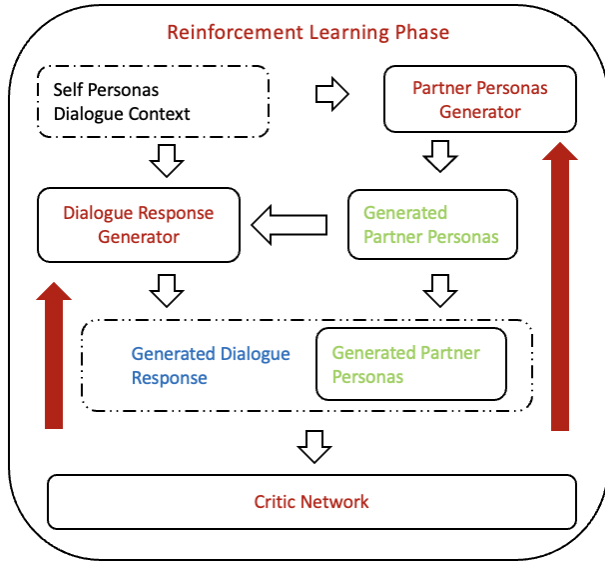 Reinforcement Learning Phase
Self Personas
Dialogue Context
Partner Personas
Generator
Dialogue Response
Generator
Generated
Partner Personas
Generated Dialogue
Response
Generated Partner
Personas
Critic Network